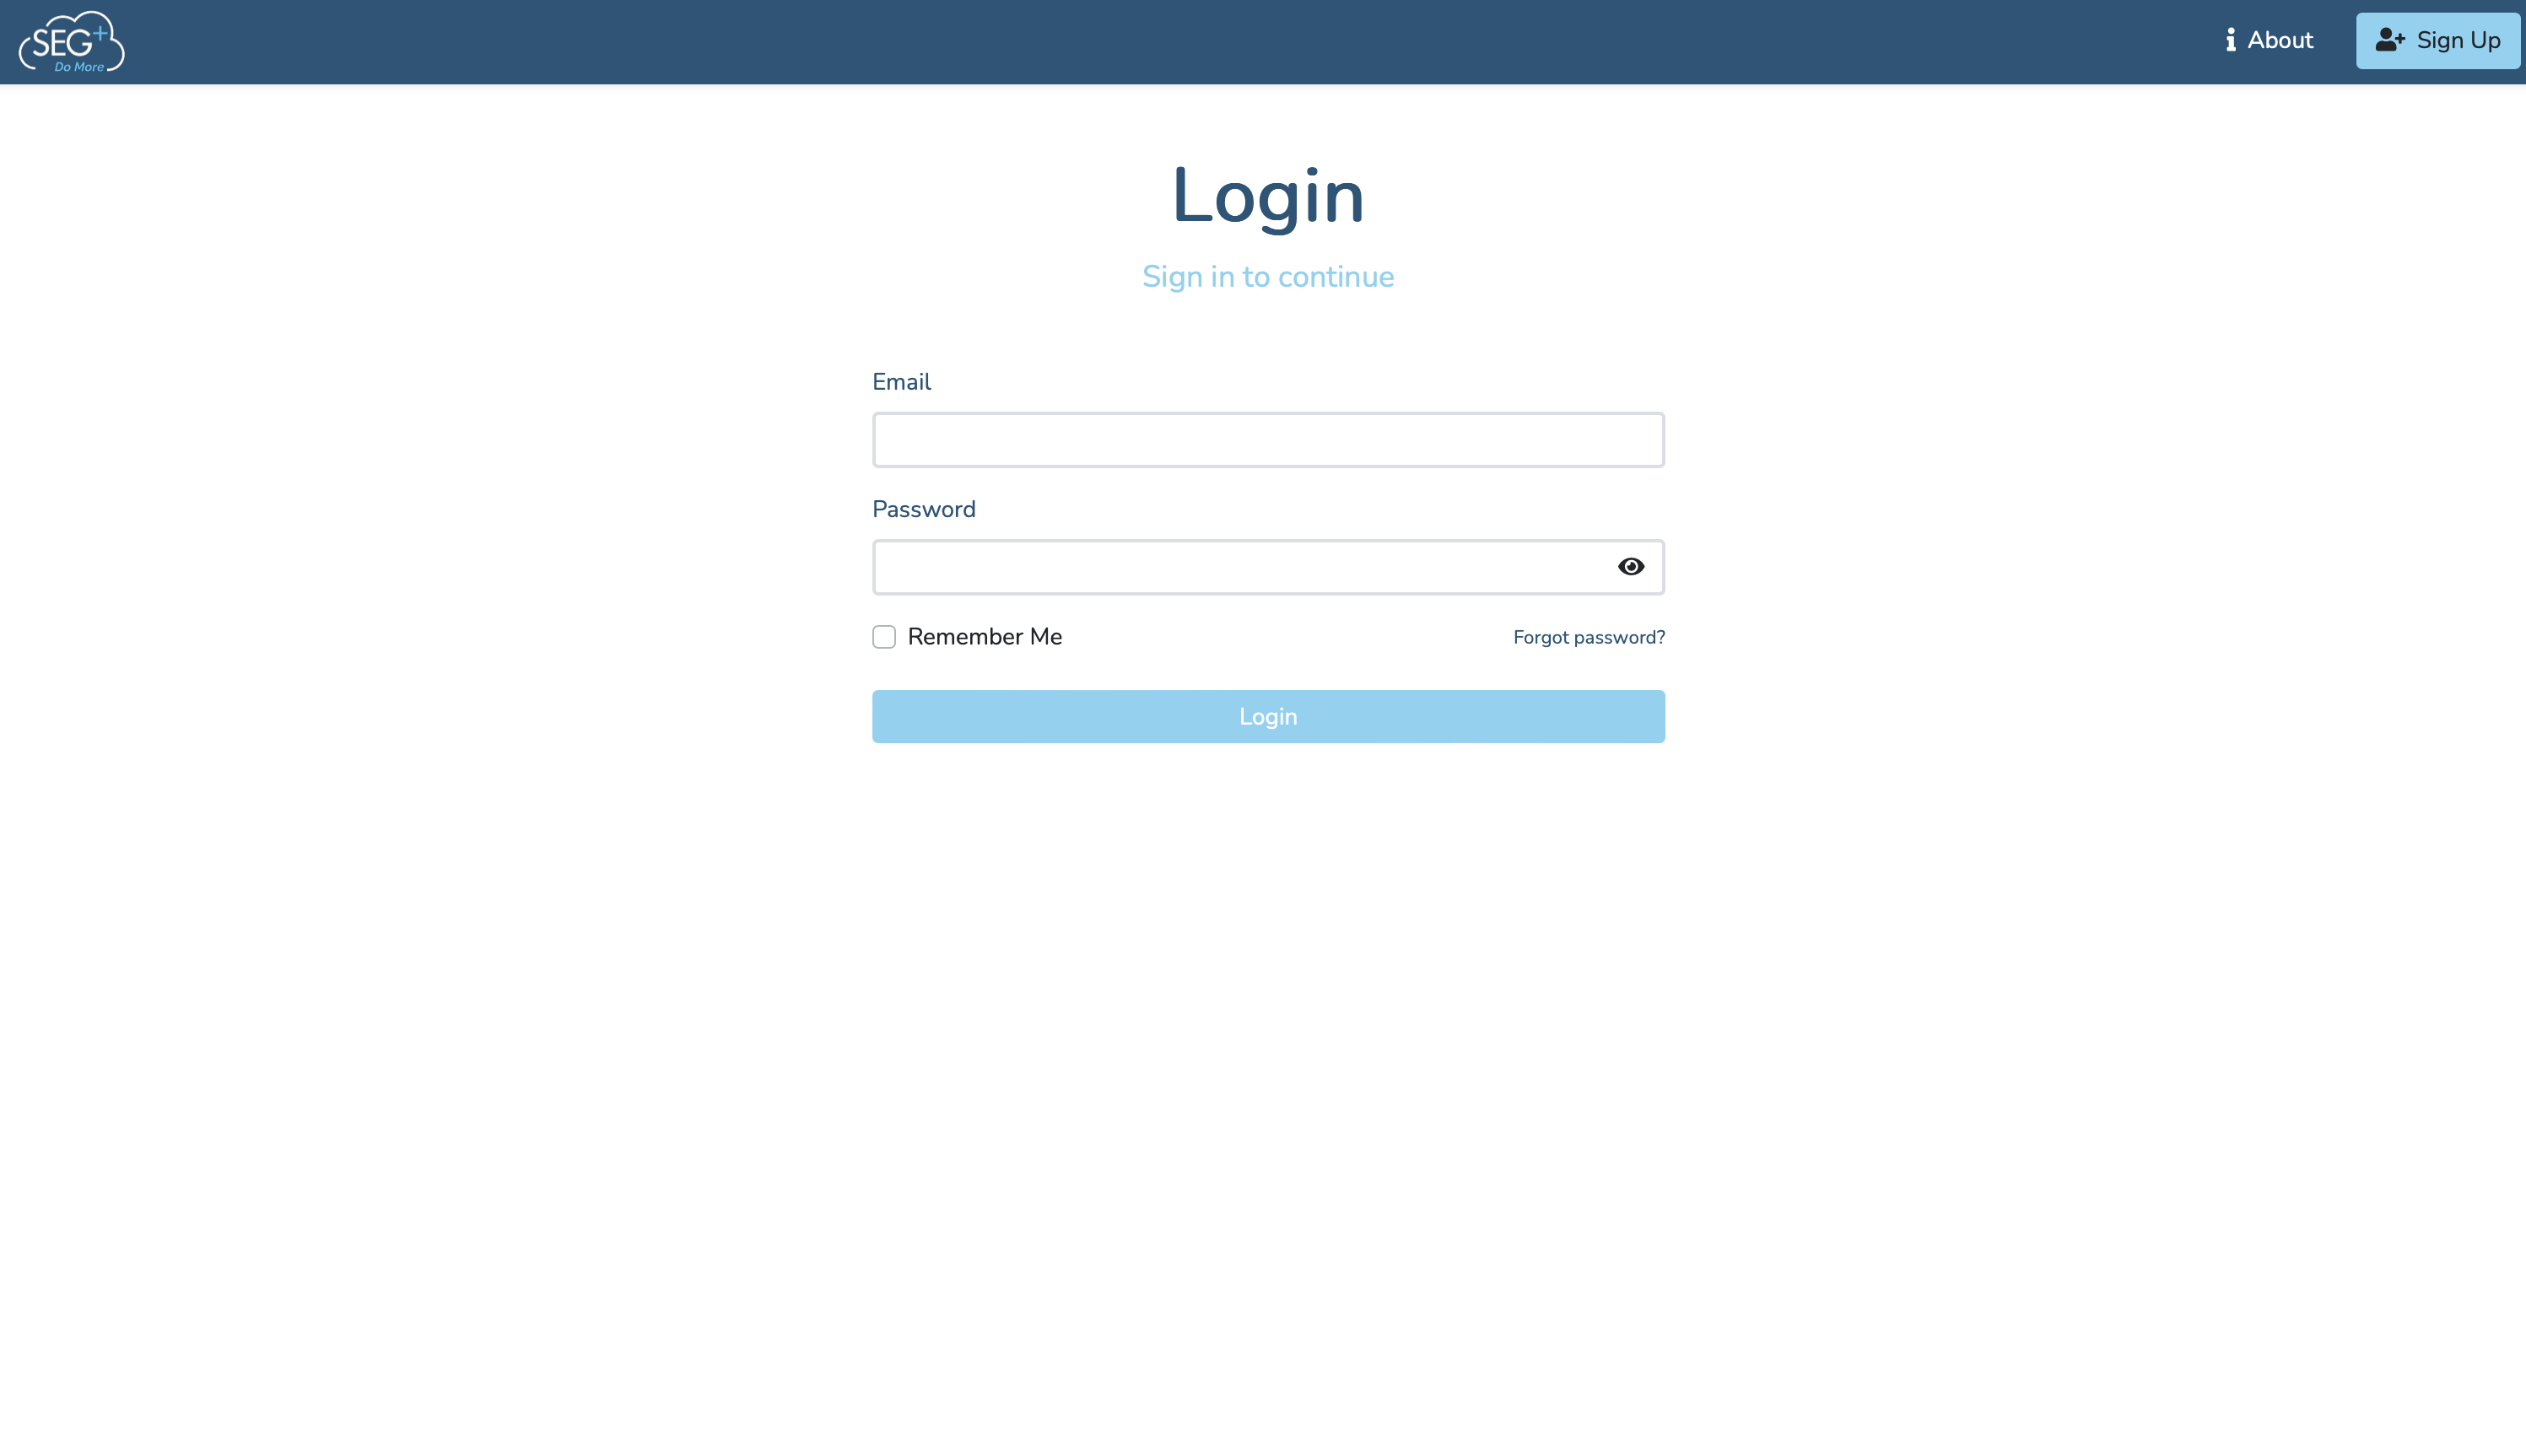 SEG+
Do More
About
Sign Up
Login
Sign in to continue
Email
Password
Remember Me
Forgot password?
Login